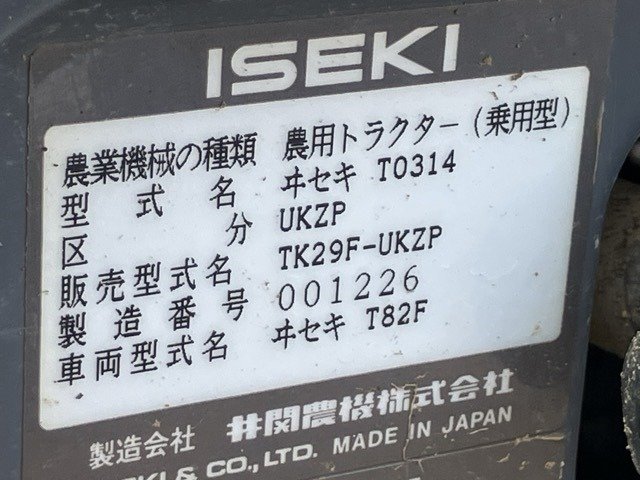 ISEKI
農業機械の種類 農用トラクター(乗用型)
型式名 ヰセキ TO314
区分 UKZP
販売型式名 TK29F-UKZP
製造番号 001226
車両型式名 ヰセキ T82F
製造会社 井関農機株式会社
KI & CO., LTD. MADE IN JAPAN